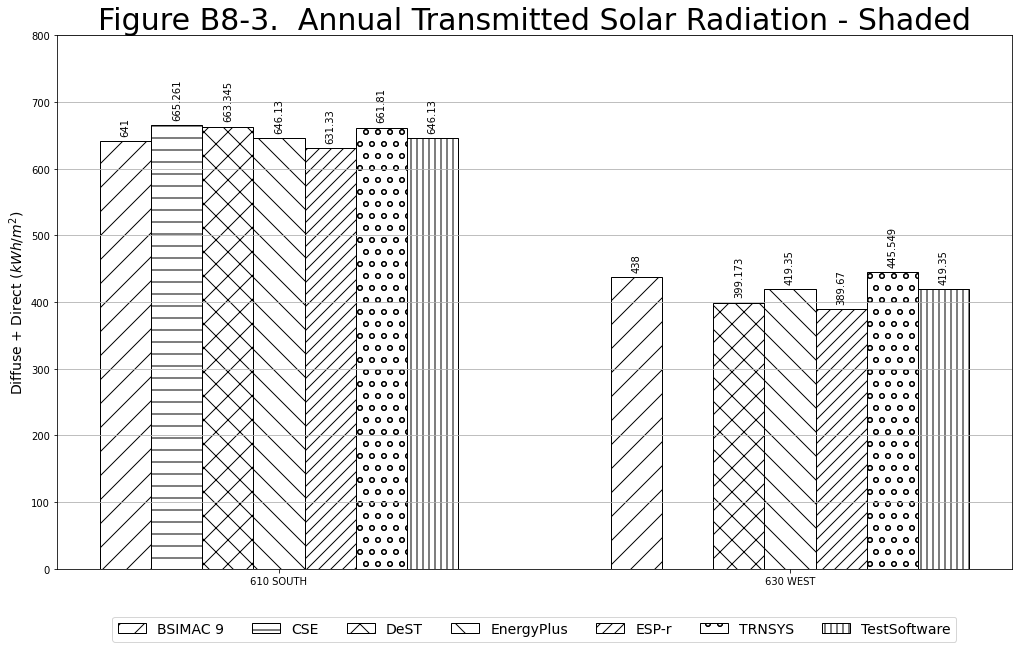 Figure B8-3.  Annual Transmitted Solar Radiation - Shaded
Diffuse + Direct (kWh/m²)
800
700
600
500
400
300
200
100
0
641
665.261
663.345
646.13
631.33
661.81
646.13
438
399.173
419.35
389.67
445.549
419.35
610 SOUTH
630 WEST
BSIMAC 9
CSE
DeST
EnergyPlus
ESP-r
TRNSYS
TestSoftware